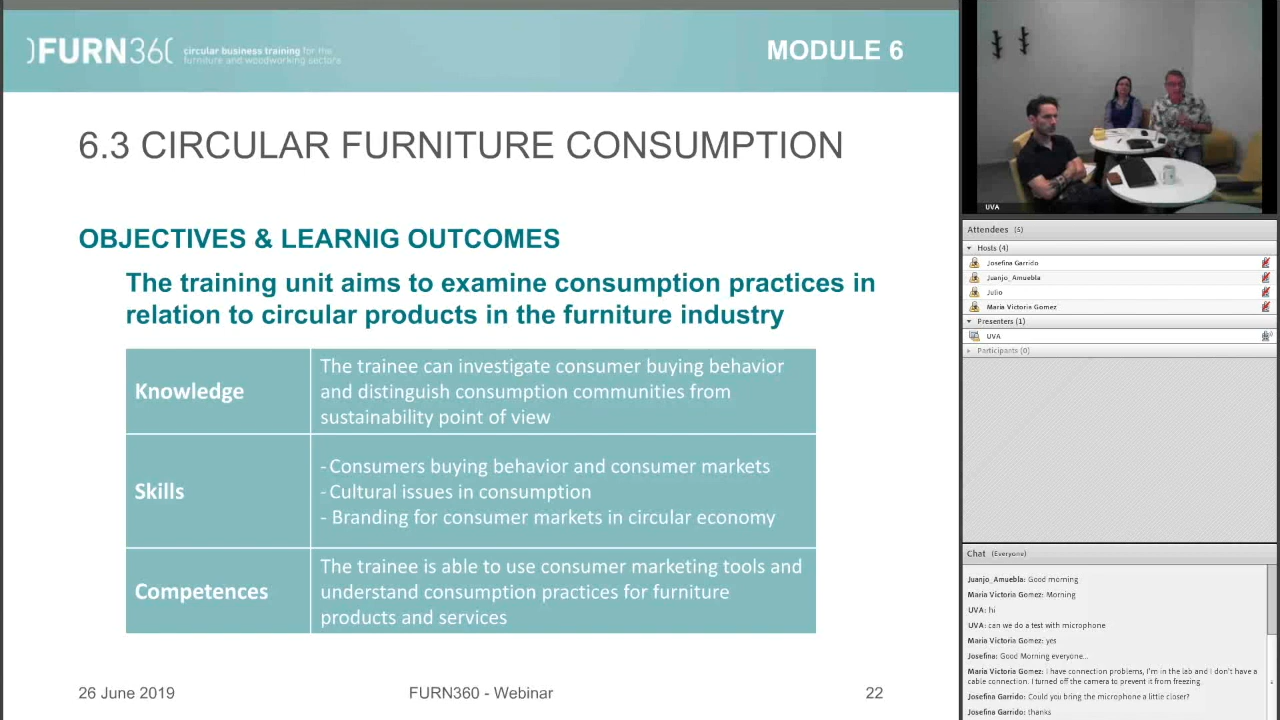 )FURN36( circular business training for the
furniture and woodworking sectors
MODULE 6
6.3 CIRCULAR FURNITURE CONSUMPTION
OBJECTIVES & LEARNIG OUTCOMES
The training unit aims to examine consumption practices in
relation to circular products in the furniture industry
Knowledge
The trainee can investigate consumer buying behavior
and distinguish consumption communities from
sustainability point of view
Skills
- Consumers buying behavior and consumer markets
- Cultural issues in consumption
- Branding for consumer markets in circular economy
Competences
The trainee is able to use consumer marketing tools and
understand consumption practices for furniture
products and services
26 June 2019
FURN360 - Webinar
22
UVA
Attendees (5)
Hosts (4)
Josefina Garrido
Juanjo_Amuebla
Julio
Maria Victoria Gomez
Presenters (1)
UVA
Participants (0)
Chat (Everyone)
Juanjo_Amuebla: Good morning
Maria Victoria Gomez: Morning
UVA: hi
UVA: can we do a test with microphone
Maria Victoria Gomez: yes
Josefina: Good Morning everyone...
Maria Victoria Gomez: I have connection problems, I'm in the lab and i don't have a
cable connection. I turned off the camera to prevent it from freezing.
Josefina Garrido: Could you bring the microphone a little closer?
Josefina Garrido: thanks